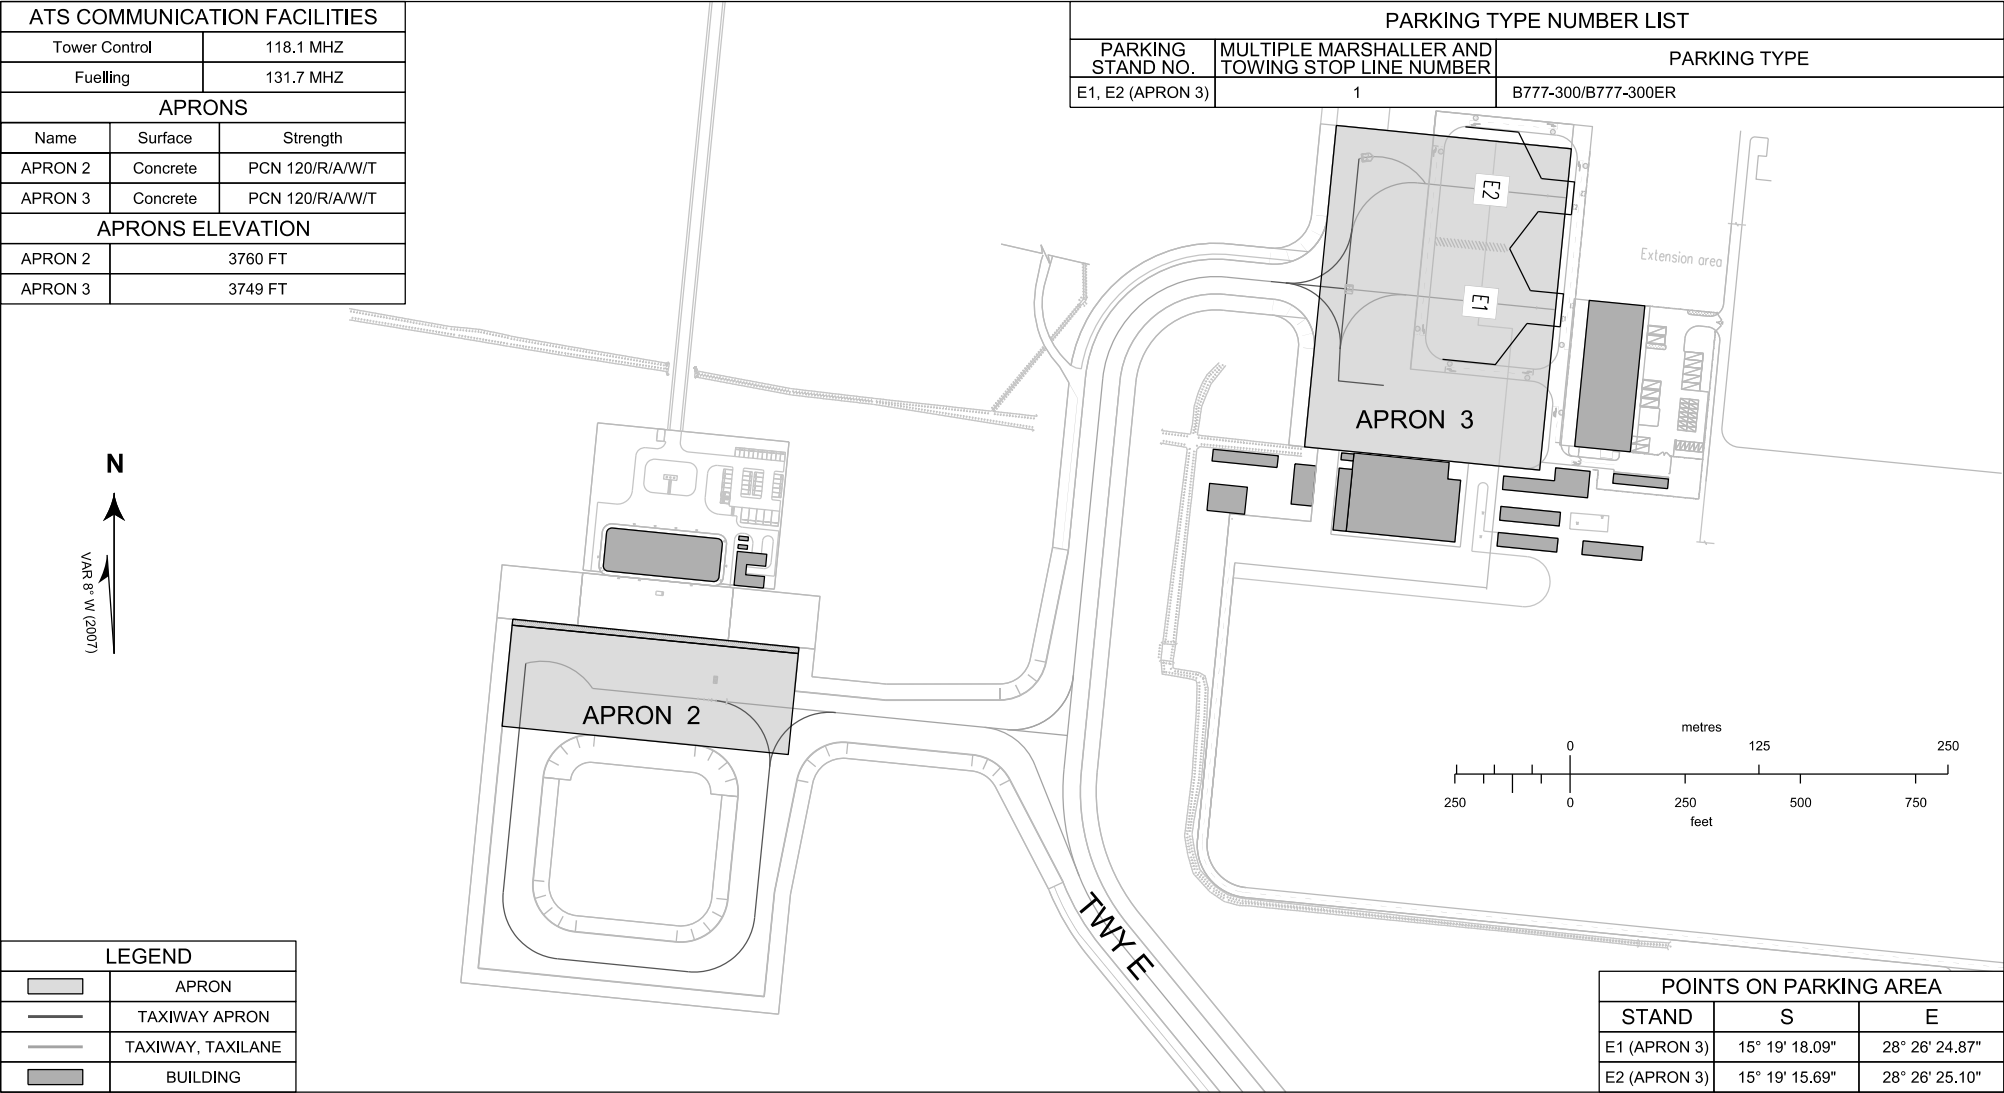 ATS COMMUNICATION FACILITIES
Tower Control 118.1 MHZ
Fuelling 131.7 MHZ
APRONS
Name Surface Strength
APRON 2 Concrete PCN 120/R/A/W/T
APRON 3 Concrete PCN 120/R/A/W/T
APRONS ELEVATION
APRON 2 3760 FT
APRON 3 3749 FT
PARKING TYPE NUMBER LIST
PARKING STAND NO.
MULTIPLE MARSHALLER AND TOWING STOP LINE NUMBER
PARKING TYPE
E1, E2 (APRON 3) 1 B777-300/B777-300ER
E2
Extension area
E1
APRON 3
N
VAR 8° W (2007)
APRON 2
TWY E
metres
0 125 250
250 0 250 500 750
feet
LEGEND
APRON
TAXIWAY APRON
TAXIWAY, TAXILANE
BUILDING
POINTS ON PARKING AREA
STAND S E
E1 (APRON 3) 15° 19' 18.09" 28° 26' 24.87"
E2 (APRON 3) 15° 19' 15.69" 28° 26' 25.10"